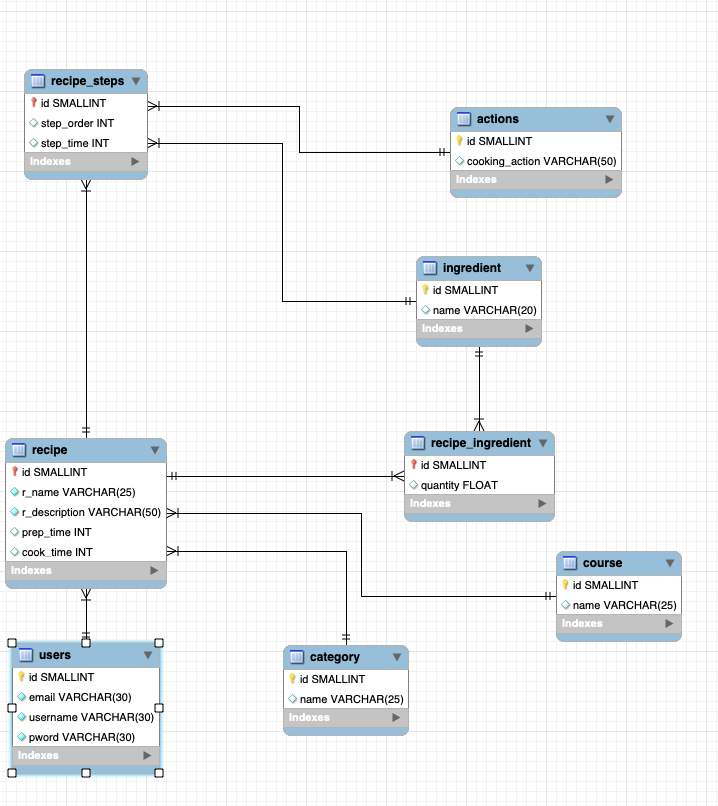 recipe_steps
id SMALLINT
step_order INT
step_time INT
Indexes
actions
id SMALLINT
cooking_action VARCHAR(50)
Indexes
ingredient
id SMALLINT
name VARCHAR(20)
Indexes
recipe
id SMALLINT
r_name VARCHAR(25)
r_description VARCHAR(50)
prep_time INT
cook_time INT
Indexes
recipe_ingredient
id SMALLINT
quantity FLOAT
Indexes
course
id SMALLINT
name VARCHAR(25)
Indexes
users
id SMALLINT
email VARCHAR(30)
username VARCHAR(30)
pword VARCHAR(30)
Indexes
category
id SMALLINT
name VARCHAR(25)
Indexes